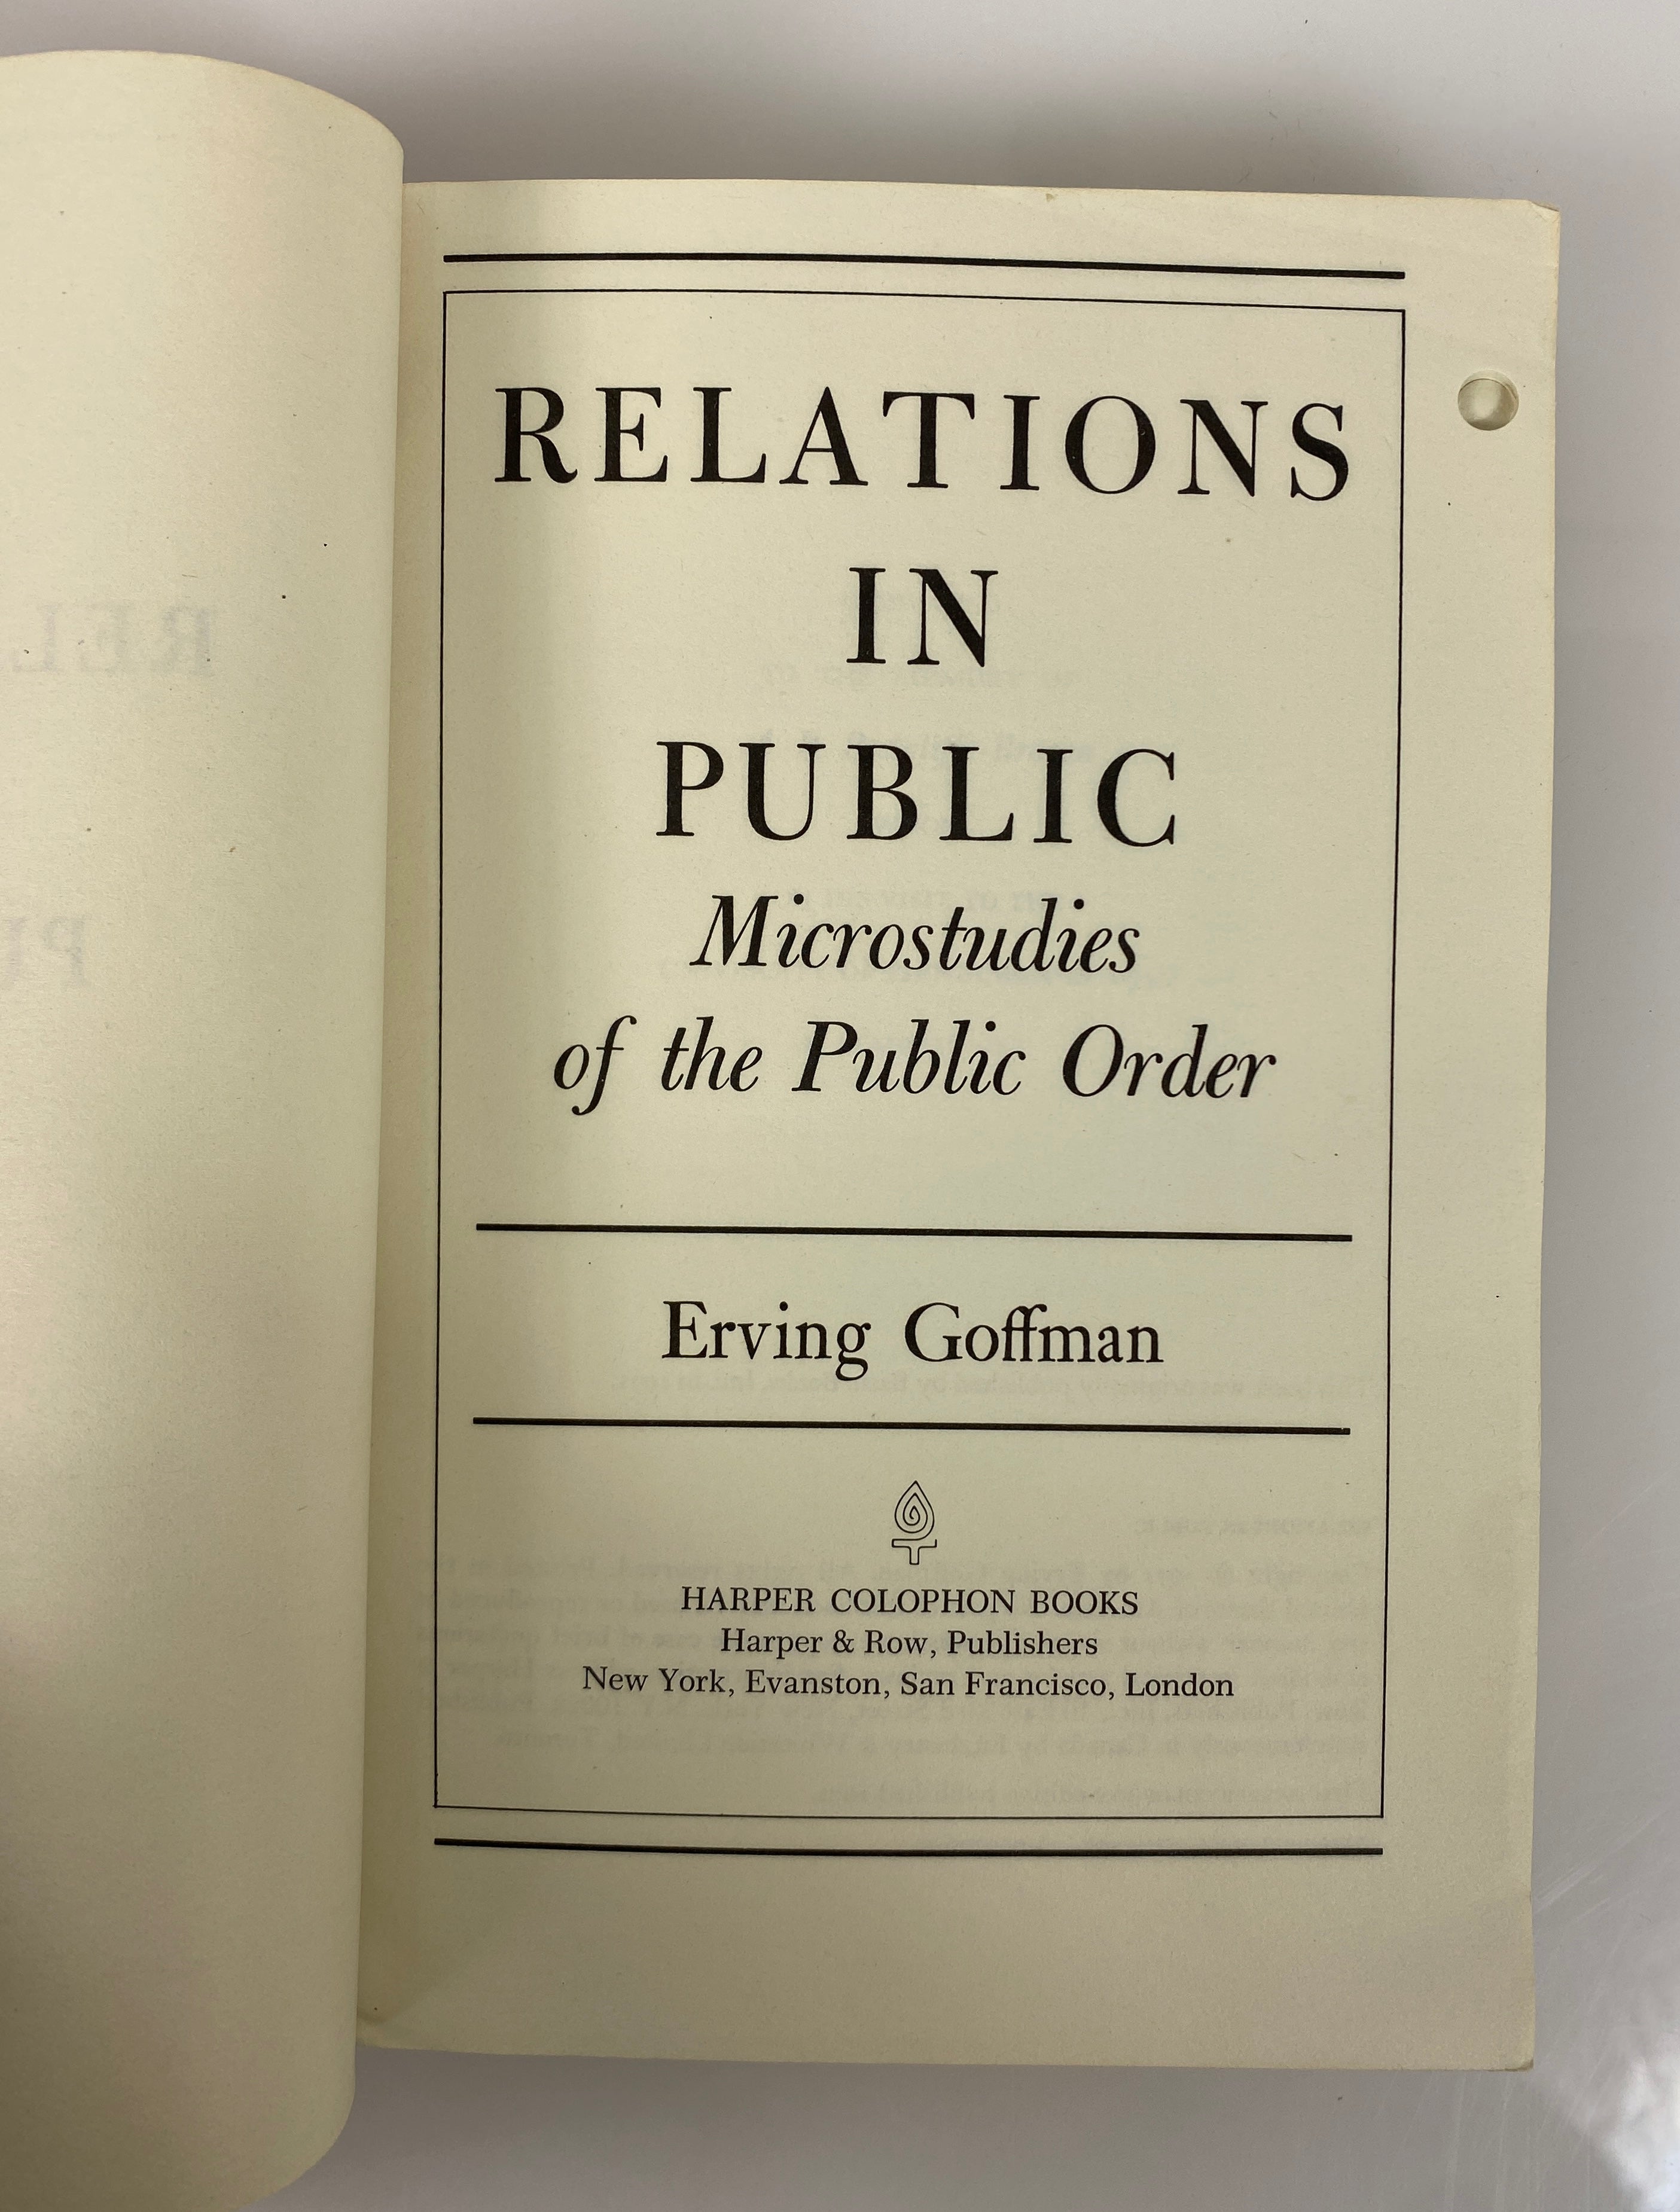 RELATIONS
IN
PUBLIC
Microstudies
of the Public Order
Erving Goffman
HARPER COLOPHON BOOKS
Harper & Row, Publishers
New York, Evanston, San Francisco, London